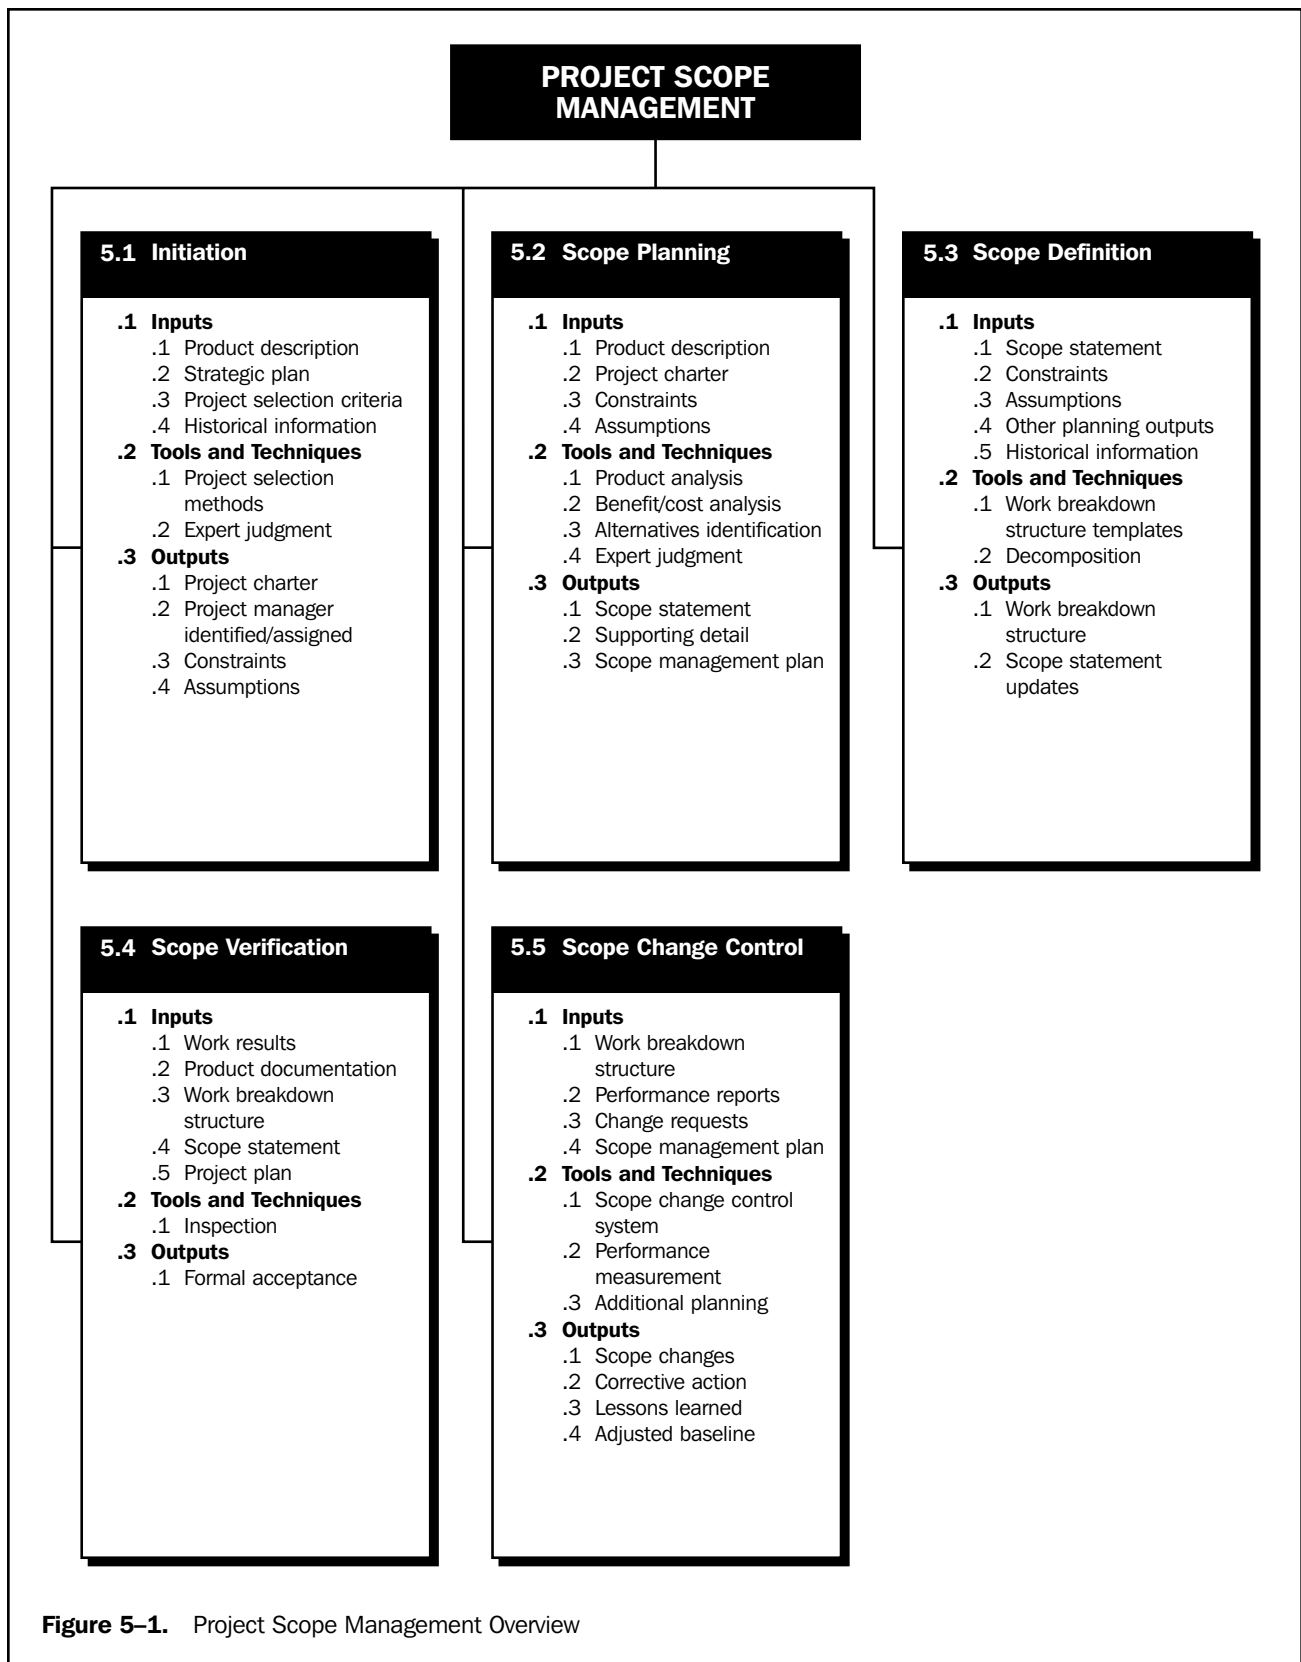 PROJECT SCOPE
MANAGEMENT
5.1 Initiation
.1 Inputs
.1 Product description
.2 Strategic plan
.3 Project selection criteria
.4 Historical information
.2 Tools and Techniques
.1 Project selection
methods
.2 Expert judgment
.3 Outputs
.1 Project charter
.2 Project manager
identified/assigned
.3 Constraints
.4 Assumptions
5.2 Scope Planning
.1 Inputs
.1 Product description
.2 Project charter
.3 Constraints
.4 Assumptions
.2 Tools and Techniques
.1 Product analysis
.2 Benefit/cost analysis
.3 Alternatives identification
.4 Expert judgment
.3 Outputs
.1 Scope statement
.2 Supporting detail
.3 Scope management plan
5.3 Scope Definition
.1 Inputs
.1 Scope statement
.2 Constraints
.3 Assumptions
.4 Other planning outputs
.5 Historical information
.2 Tools and Techniques
.1 Work breakdown
structure templates
.2 Decomposition
.3 Outputs
.1 Work breakdown
structure
.2 Scope statement
updates
5.4 Scope Verification
.1 Inputs
.1 Work results
.2 Product documentation
.3 Work breakdown
structure
.4 Scope statement
.5 Project plan
.2 Tools and Techniques
.1 Inspection
.3 Outputs
.1 Formal acceptance
5.5 Scope Change Control
.1 Inputs
.1 Work breakdown
structure
.2 Performance reports
.3 Change requests
.4 Scope management plan
.2 Tools and Techniques
.1 Scope change control
system
.2 Performance
measurement
.3 Additional planning
.3 Outputs
.1 Scope changes
.2 Corrective action
.3 Lessons learned
.4 Adjusted baseline
Figure 5–1. Project Scope Management Overview